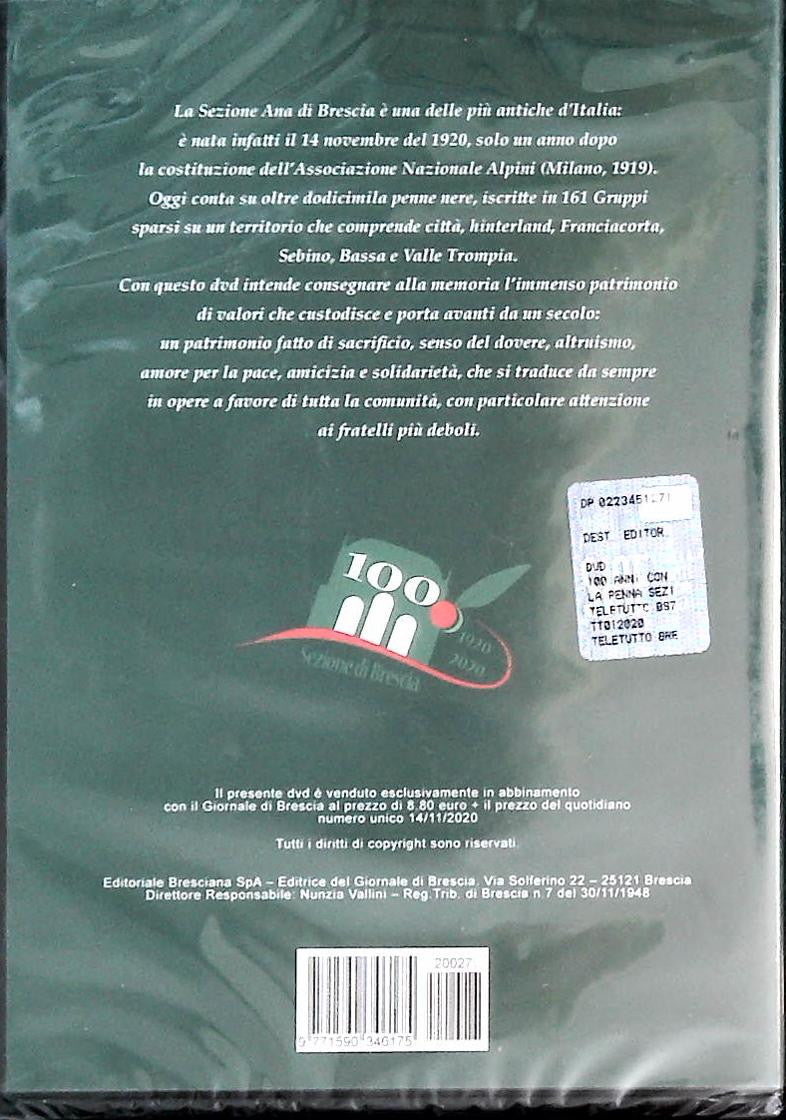 La Sezione Ana di Brescia è una delle più antiche d'Italia:
è nata infatti il 14 novembre del 1920, solo un anno dopo
la costituzione dell'Associazione Nazionale Alpini (Milano, 1919).
Oggi conta su oltre dodicimila penne nere, iscritte in 161 Gruppi
sparsi su un territorio che comprende città, hinterland, Franciacorta,
Sebino, Bassa e Valle Trompia.
Con questo dvd intende consegnare alla memoria l'immenso patrimonio
di valori che custodisce e porta avanti da un secolo:
un patrimonio fatto di sacrificio, senso del dovere, altruismo,
amore per la pace, amicizia e solidarietà, che si traduce da sempre
in opere a favore di tutta la comunità, con particolare attenzione
ai fratelli più deboli.
DP
DEST. EDITOR.
DVD
100 ANNI CON
LA PENNA SEZI
TELETUTTO
TT012020
TELETUTTO BRE
100
1920
2020
Sezione di Brescia
Il presente dvd è venduto esclusivamente in abbinamento
con il Giornale di Brescia al prezzo di 8,80 euro + il prezzo del quotidiano
numero unico 14/11/2020
Tutti i diritti di copyright sono riservati.
Editoriale Bresciana SpA – Editrice del Giornale di Brescia, Via Solferino 22 – 25121 Brescia
Direttore Responsabile: Nunzia Vallini – Reg.Trib. di Brescia n.7 del 30/11/1948
20027
9 771590 346175